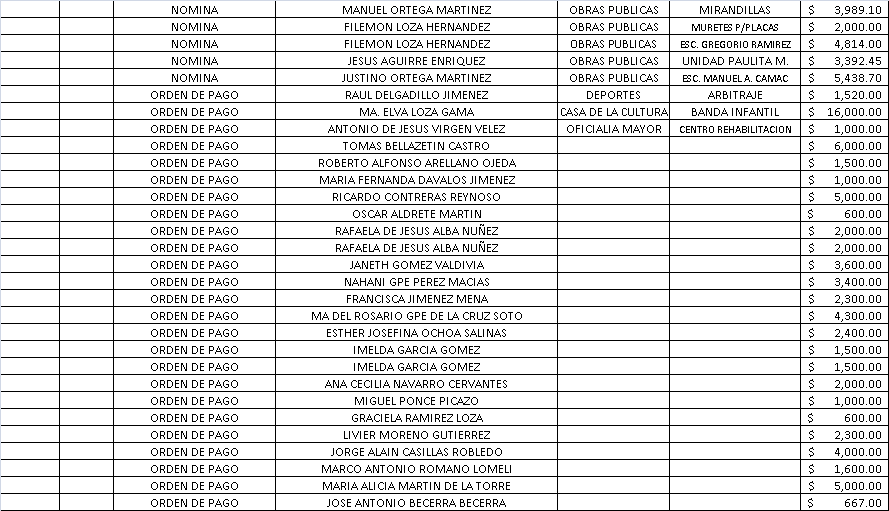 NOMINA MANUEL ORTEGA MARTINEZ OBRAS PUBLICAS MIRANDILLAS $ 3,989.10
NOMINA FILEMON LOZA HERNANDEZ OBRAS PUBLICAS MURETES P/PLACAS $ 2,000.00
NOMINA FILEMON LOZA HERNANDEZ OBRAS PUBLICAS ESC. GREGORIO RAMIREZ $ 4,814.00
NOMINA JESUS AGUIRRE ENRIQUEZ OBRAS PUBLICAS UNIDAD PAULITA M. $ 3,392.45
NOMINA JUSTINO ORTEGA MARTINEZ OBRAS PUBLICAS ESC. MANUEL A. CAMAC $ 5,438.70
ORDEN DE PAGO RAUL DELGADILLO JIMENEZ DEPORTES ARBITRAJE $ 1,520.00
ORDEN DE PAGO MA. ELVA LOZA GAMA CASA DE LA CULTURA BANDA INFANTIL $ 16,000.00
ORDEN DE PAGO ANTONIO DE JESUS VIRGEN VELEZ OFICIALIA MAYOR CENTRO REHABILITACION $ 1,000.00
ORDEN DE PAGO TOMAS BELLAZETIN CASTRO $ 6,000.00
ORDEN DE PAGO ROBERTO ALFONSO ARELLANO OJEDA $ 1,500.00
ORDEN DE PAGO MARIA FERNANDA DAVALOS JIMENEZ $ 1,000.00
ORDEN DE PAGO RICARDO CONTRERAS REYNOSO $ 5,000.00
ORDEN DE PAGO OSCAR ALDRETE MARTIN $ 600.00
ORDEN DE PAGO RAFAELA DE JESUS ALBA NUÑEZ $ 2,000.00
ORDEN DE PAGO RAFAELA DE JESUS ALBA NUÑEZ $ 2,000.00
ORDEN DE PAGO JANETH GOMEZ VALDIVIA $ 3,600.00
ORDEN DE PAGO NAHANI GPE PEREZ MACIAS $ 3,400.00
ORDEN DE PAGO FRANCISCA JIMENEZ MENA $ 2,300.00
ORDEN DE PAGO MA DEL ROSARIO GPE DE LA CRUZ SOTO $ 4,300.00
ORDEN DE PAGO ESTHER JOSEFINA OCHOA SALINAS $ 2,400.00
ORDEN DE PAGO IMELDA GARCIA GOMEZ $ 1,500.00
ORDEN DE PAGO IMELDA GARCIA GOMEZ $ 1,500.00
ORDEN DE PAGO ANA CECILIA NAVARRO CERVANTES $ 2,000.00
ORDEN DE PAGO MIGUEL PONCE PICAZO $ 1,000.00
ORDEN DE PAGO GRACIELA RAMIREZ LOZA $ 600.00
ORDEN DE PAGO LIVIER MORENO GUTIERREZ $ 2,300.00
ORDEN DE PAGO JORGE ALAIN CASILLAS ROBLEDO $ 4,000.00
ORDEN DE PAGO MARCO ANTONIO ROMANO LOMELI $ 1,600.00
ORDEN DE PAGO MARIA ALICIA MARTIN DE LA TORRE $ 5,000.00
ORDEN DE PAGO JOSE ANTONIO BECERRA BECERRA $ 667.00